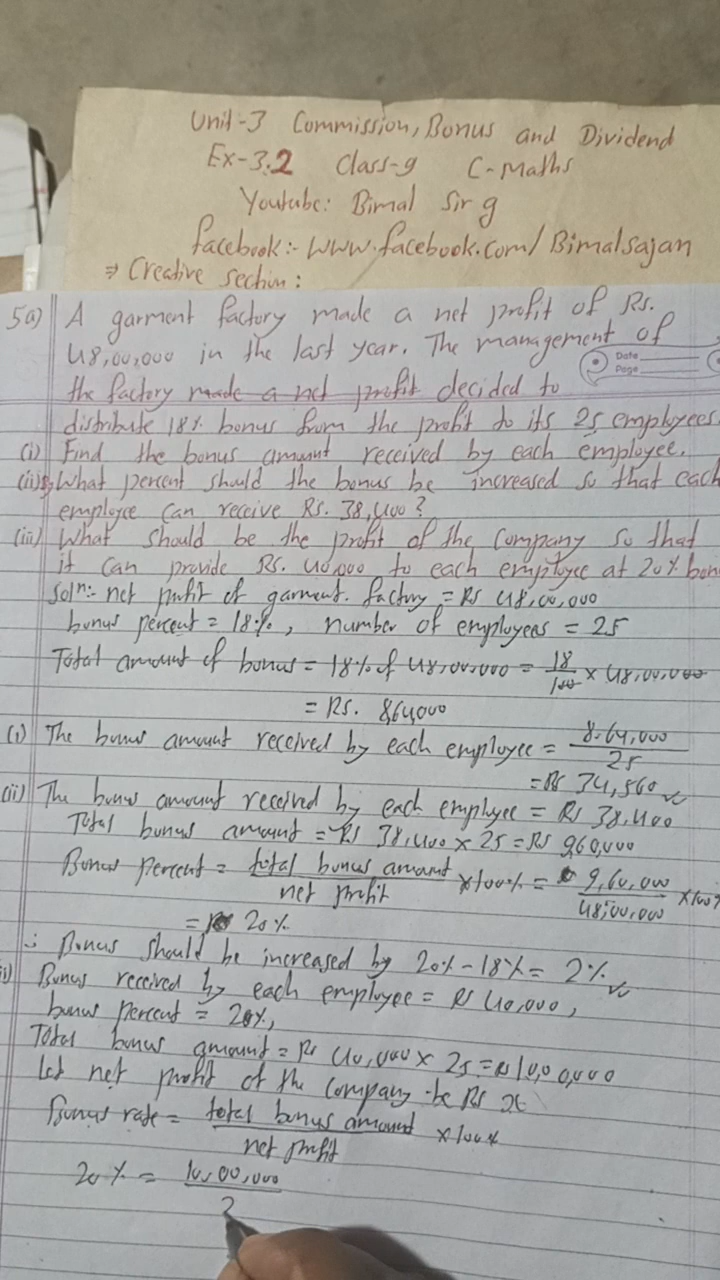 Unit-3 Commission, Bonus and Dividend
Ex-3.2 Class-9 C-Maths
Youtube: Bimal Sir g
facebook:- www.facebook.com/Bimalsajan
⇒ Creative section:
5a) A garment factory made a net profit of Rs.
48,00,000 in the last year. The management of
Date
Page
the factory made a net profit decided to
distribute 18% bonus from the profit to its 25 employees.
(i) Find the bonus amount received by each employee.
(ii) What percent should the bonus be increased so that each
employee can receive Rs. 38,400?
(iii) What should be the profit of the company so that
it can provide Rs. 40,000 to each employee at 20% bon
Solⁿ:- net profit of garment factory = Rs 48,00,000
bonus percent = 18%, number of employees = 25
Total amount of bonus = 18% of 48,00,000 = 18/100 × 48,00,000
= Rs. 864000
(i) The bonus amount received by each employee = 8,64,000/25
= Rs 34,560
(ii) The bonus amount received by each employee = Rs 38,400
Total bonus amount = Rs 38,400 × 25 = Rs 960,000
Bonus Percent = total bonus amount/net profit × 100% = 9,60,000/48,00,000 × 100%
= 20%
∴ Bonus should be increased by 20% - 18% = 2%
i) Bonus received by each employee = Rs 40,000,
bonus percent = 20%,
Total bonus amount = Rs 40,000 × 25 = Rs 10,00,000
Let net profit of the company be Rs x
Bonus rate = total bonus amount/net profit × 100%
20% = 10,00,000